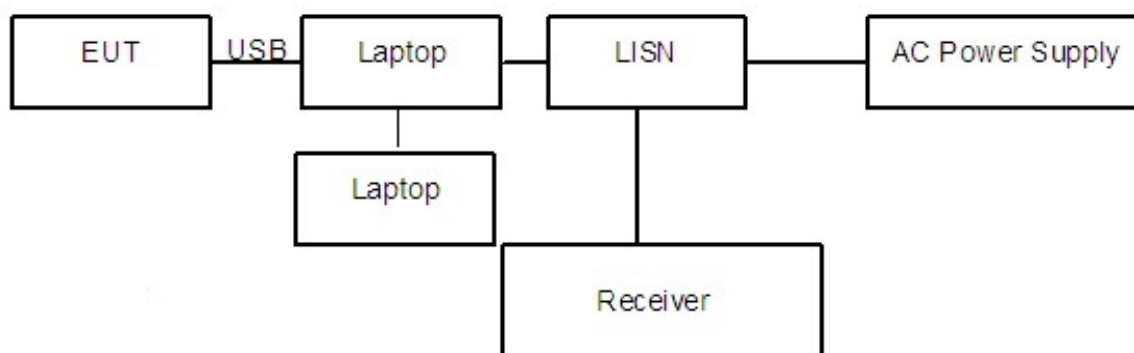 EUT
USB
Laptop
LISN
AC Power Supply
Laptop
Receiver